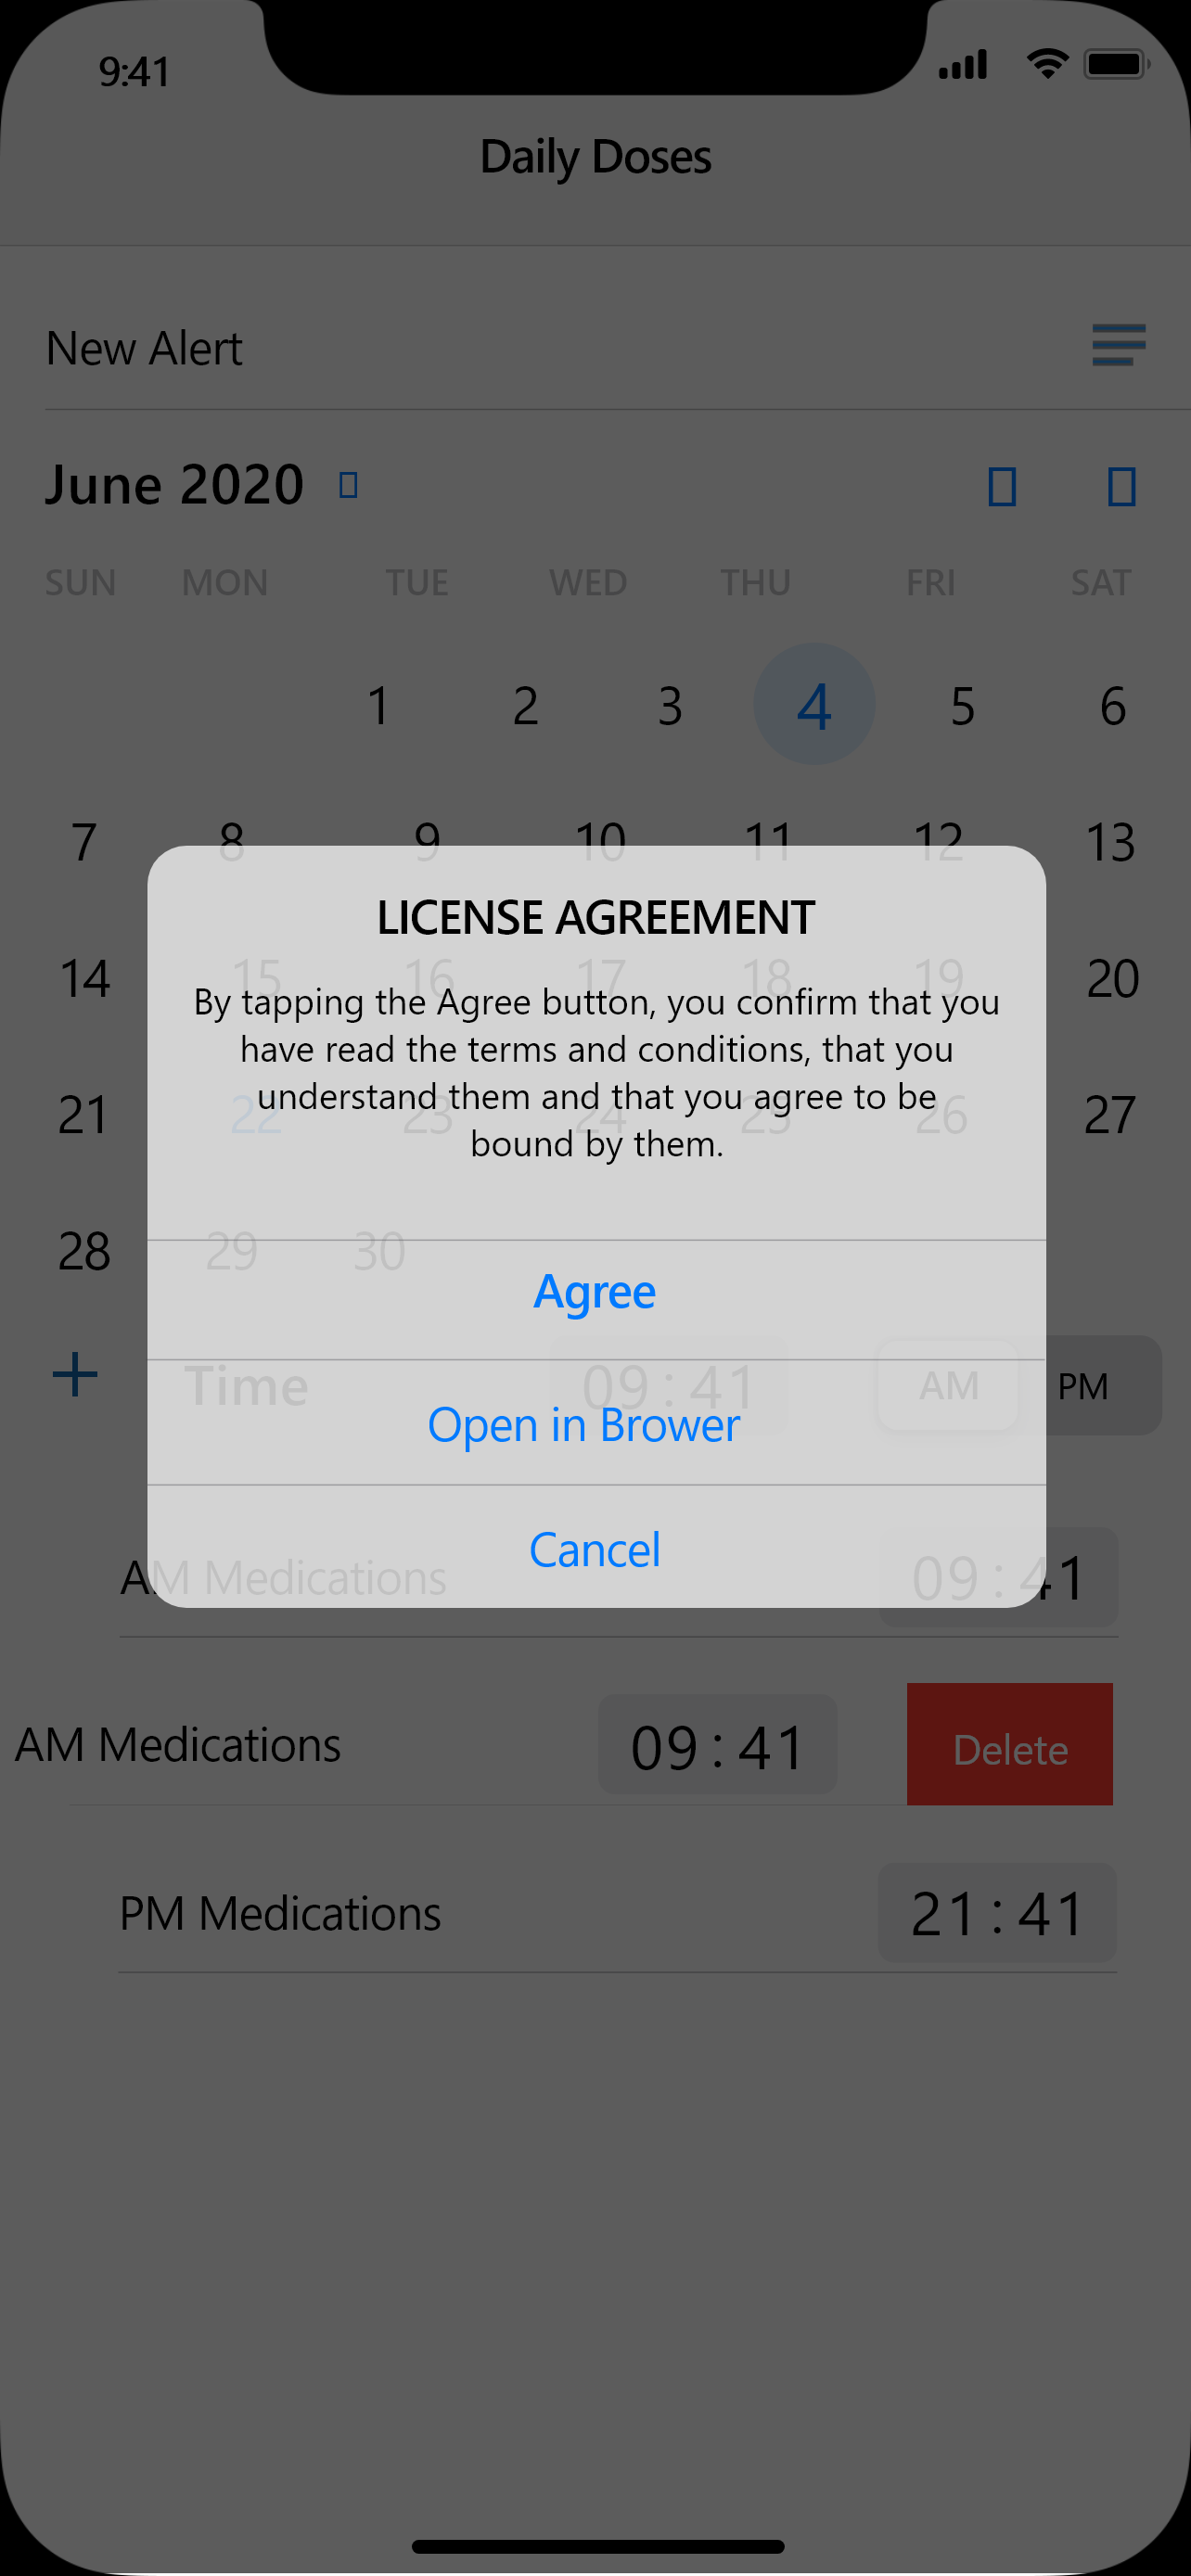 9:41
Daily Doses
New Alert
June 2020
SUN MON TUE WED THU FRI SAT
1 2 3 4 5 6
7 8 9 10 11 12 13
LICENSE AGREEMENT
14 15 16 17 18 19 20
By tapping the Agree button, you confirm that you
have read the terms and conditions, that you
understand them and that you agree to be
21 22 23 24 25 26 27
bound by them.
28 29 30
Agree
Time 09 : 41 AM PM
Open in Brower
Cancel
AM Medications 09 : 41
AM Medications 09 : 41 Delete
PM Medications 21 : 41